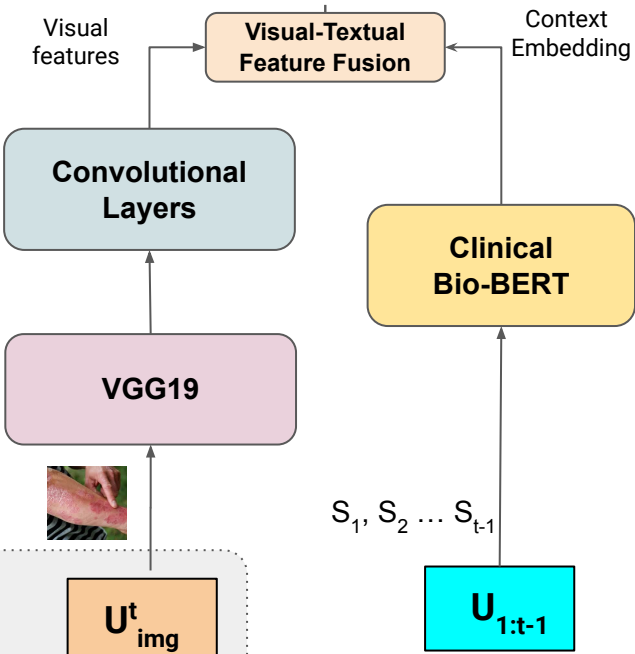 Visual
features
Visual-Textual
Feature Fusion
Context
Embedding
Convolutional
Layers
Clinical
Bio-BERT
VGG19
S₁, S₂ … Sₜ₋₁
Uᵗ_img
U₁:ₜ₋₁